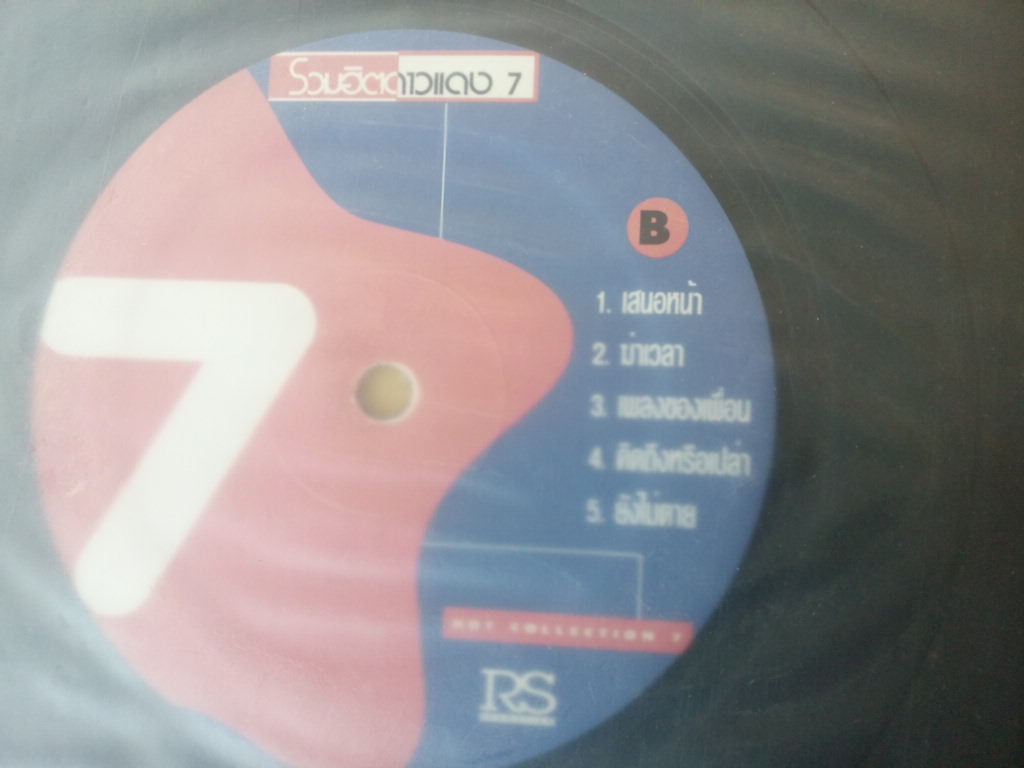 รวมฮิตดาวแดง 7
B
1. เสนอหน้า
2. ฆ่าเวลา
3. เพลงของเพื่อน
4. คิดถึงหรือเปล่า
5. ยังไม่ตาย
7
HOT COLLECTION 7
RS